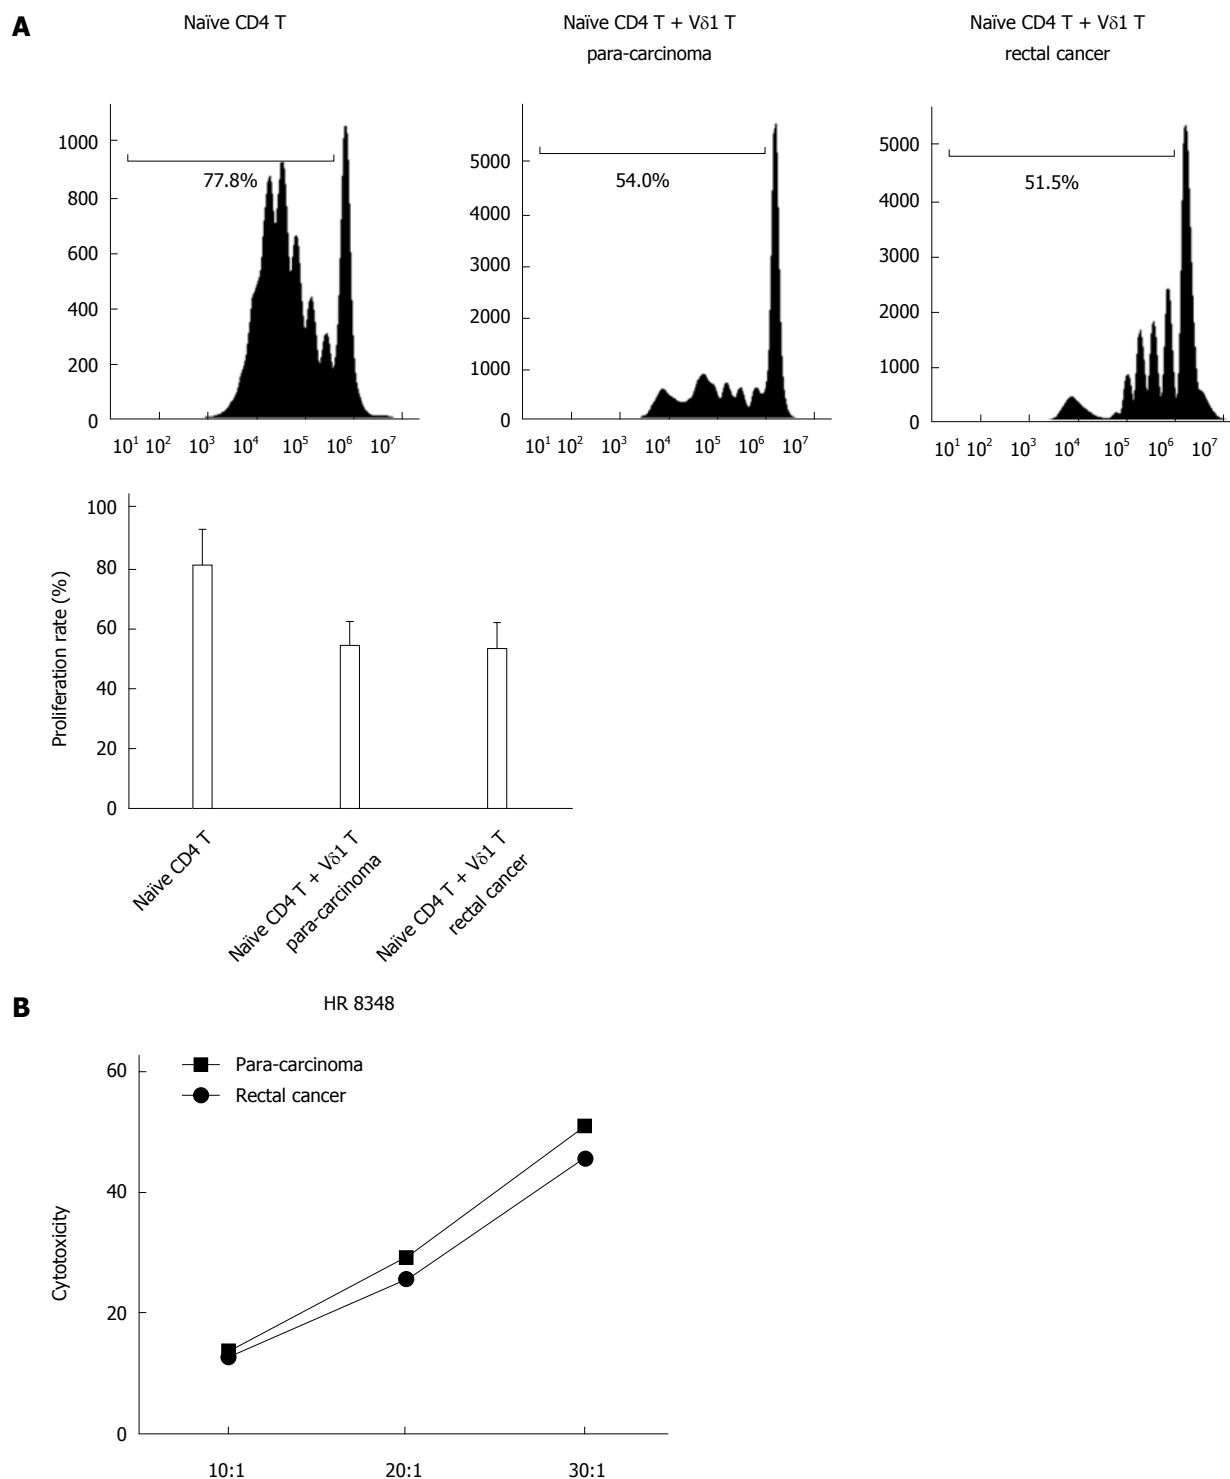 A
Naïve CD4 T
Naïve CD4 T + Vδ1 T
para-carcinoma
Naïve CD4 T + Vδ1 T
rectal cancer
1000
800
600
400
200
0
77.8%
10¹ 10² 10³ 10⁴ 10⁵ 10⁶ 10⁷
5000
4000
3000
2000
1000
0
54.0%
10¹ 10² 10³ 10⁴ 10⁵ 10⁶ 10⁷
5000
4000
3000
2000
1000
0
51.5%
10¹ 10² 10³ 10⁴ 10⁵ 10⁶ 10⁷
Proliferation rate (%)
100
80
60
40
20
0
Naïve CD4 T
Naïve CD4 T + Vδ1 T
para-carcinoma
Naïve CD4 T + Vδ1 T
rectal cancer
B
HR 8348
Para-carcinoma
Rectal cancer
Cytotoxicity
60
40
20
0
10:1 20:1 30:1